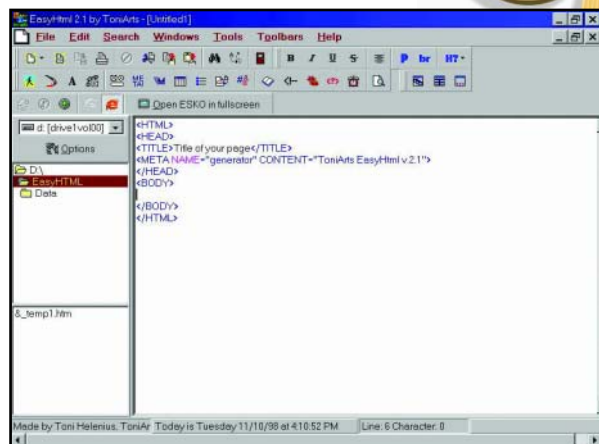 EasyHtml 2.1 by ToniArts - [Untitled1]
File Edit Search Windows Tools Toolbars Help
B I U S P br H7
Open ESKO in fullscreen
d: [drive1vol00]
Options
D:\
EasyHTML
Data
&_temp1.htm
<HTML>
<HEAD>
<TITLE>Title of your page</TITLE>
<META NAME="generator" CONTENT="ToniArts EasyHtml v.2.1">
</HEAD>
<BODY>
</BODY>
</HTML>
Made by Toni Helenius, ToniAr Today is Tuesday 11/10/98 at 4:10:52 PM Line: 6 Character: 0